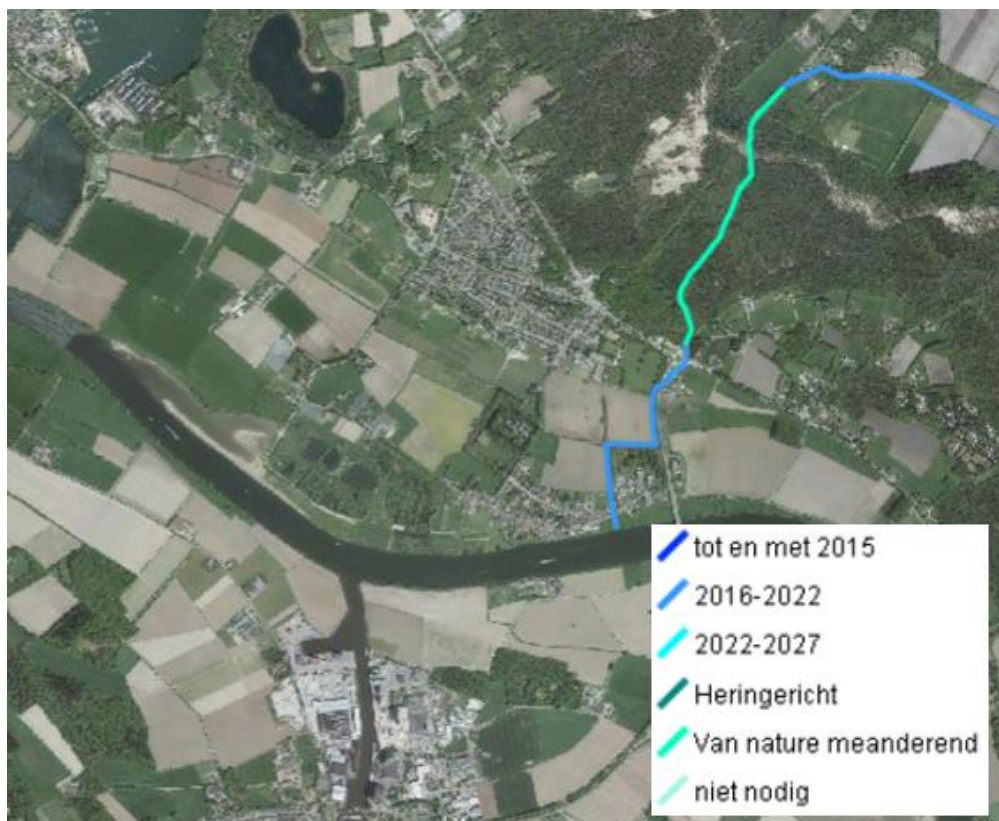 tot en met 2015
2016-2022
2022-2027
Heringericht
Van nature meanderend
niet nodig